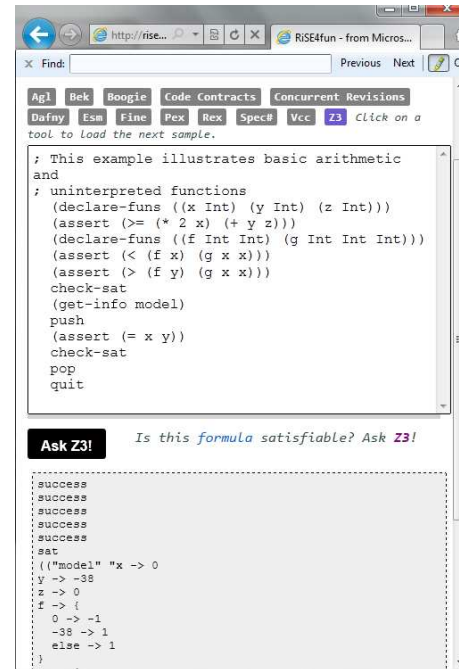 http://rise...
RiSE4fun - from Micros...
x Find: Previous Next
Agl Bek Boogie Code Contracts Concurrent Revisions
Dafny Esm Fine Pex Rex Spec# Vcc Z3 Click on a
tool to load the next sample.
; This example illustrates basic arithmetic
and
; uninterpreted functions
(declare-funs ((x Int) (y Int) (z Int)))
(assert (>= (* 2 x) (+ y z)))
(declare-funs ((f Int Int) (g Int Int Int)))
(assert (< (f x) (g x x)))
(assert (> (f y) (g x x)))
check-sat
(get-info model)
push
(assert (= x y))
check-sat
pop
quit
Ask Z3!
Is this formula satisfiable? Ask Z3!
success
success
success
success
success
sat
(("model" "x -> 0
y -> -38
z -> 0
f -> {
0 -> -1
-38 -> 1
else -> 1
}